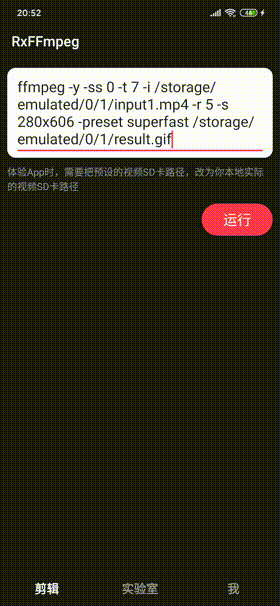 20:52
RxFFmpeg
ffmpeg -y -ss 0 -t 7 -i /storage/
emulated/0/1/input1.mp4 -r 5 -s
280x606 -preset superfast /storage/
emulated/0/1/result.gif
体验App时，需要把预设的视频SD卡路径，改为你本地实际
的视频SD卡路径
运行
剪辑 实验室 我